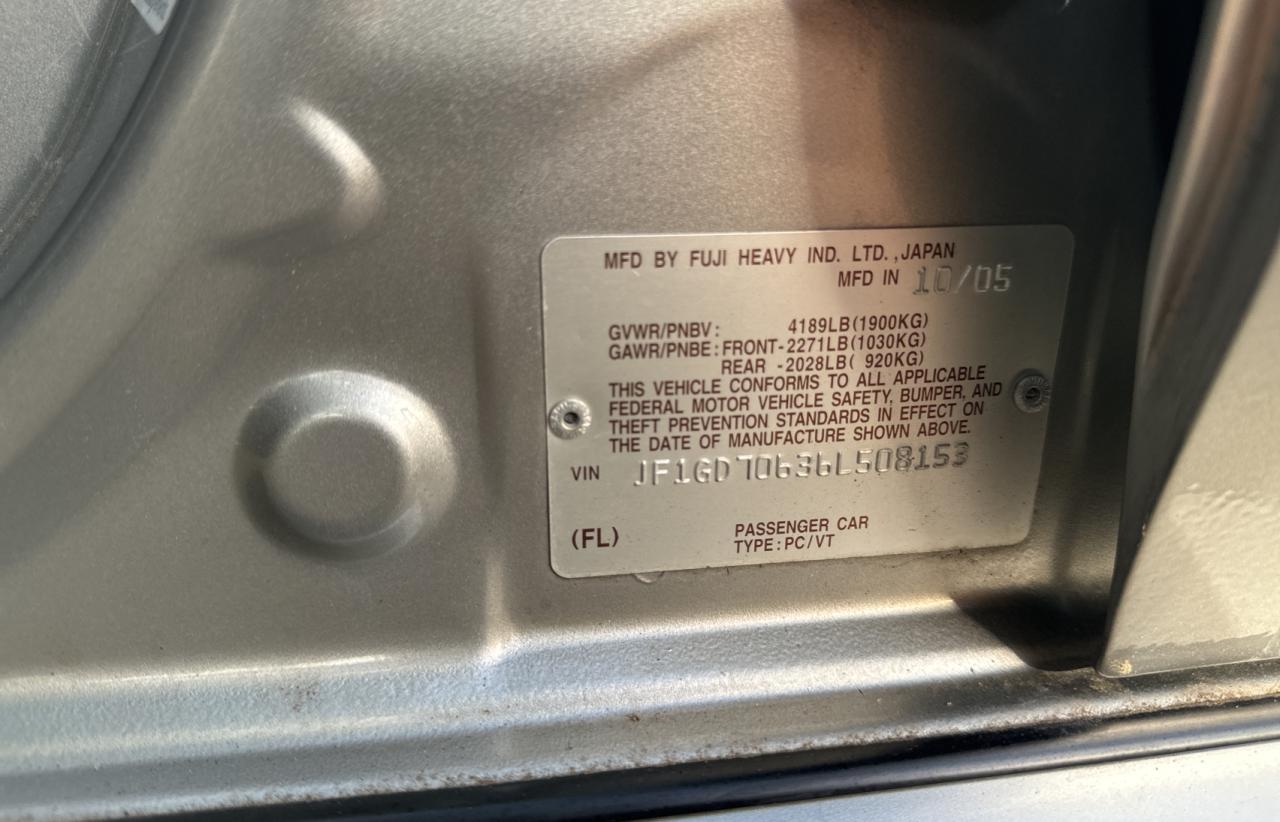 MFD BY FUJI HEAVY IND. LTD.,JAPAN
MFD IN 10/05
GVWR/PNBV: 4189LB(1900KG)
GAWR/PNBE: FRONT-2271LB(1030KG)
REAR -2028LB( 920KG)
THIS VEHICLE CONFORMS TO ALL APPLICABLE
FEDERAL MOTOR VEHICLE SAFETY, BUMPER, AND
THEFT PREVENTION STANDARDS IN EFFECT ON
THE DATE OF MANUFACTURE SHOWN ABOVE.
VIN JF1GD70636L508153
(FL) PASSENGER CAR
TYPE:PC/VT